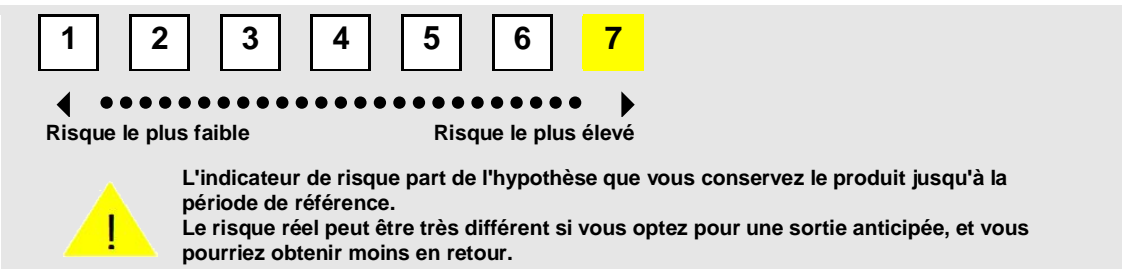 1 2 3 4 5 6 7
Risque le plus faible Risque le plus élevé
L'indicateur de risque part de l'hypothèse que vous conservez le produit jusqu'à la
période de référence.
Le risque réel peut être très différent si vous optez pour une sortie anticipée, et vous
pourriez obtenir moins en retour.
!